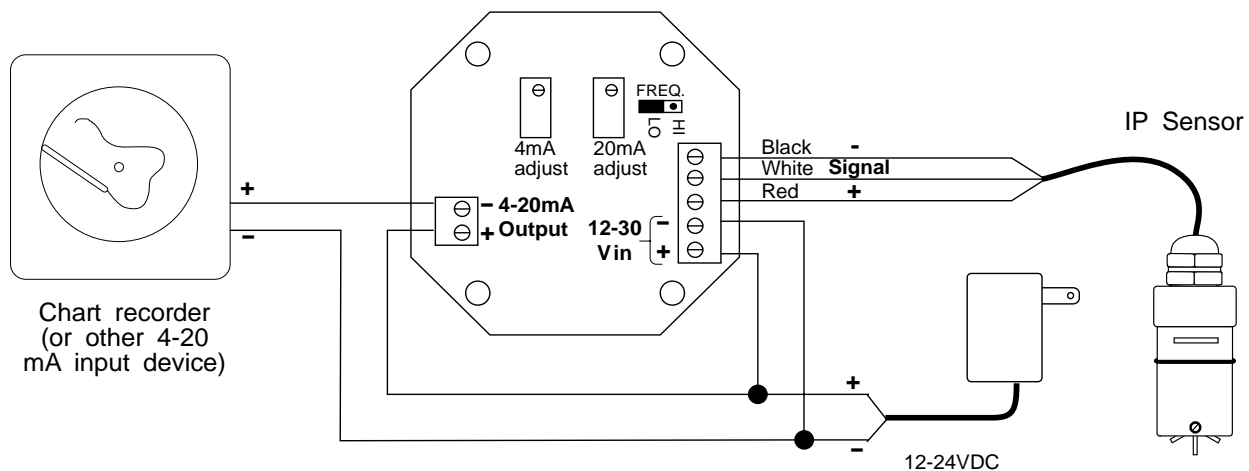 FREQ.
LO HI
4mA
adjust
20mA
adjust
IP Sensor
Black -
White Signal
Red +
+
-
- 4-20mA
+ Output
12-30
Vin
-
+
Chart recorder
(or other 4-20
mA input device)
+
-
12-24VDC